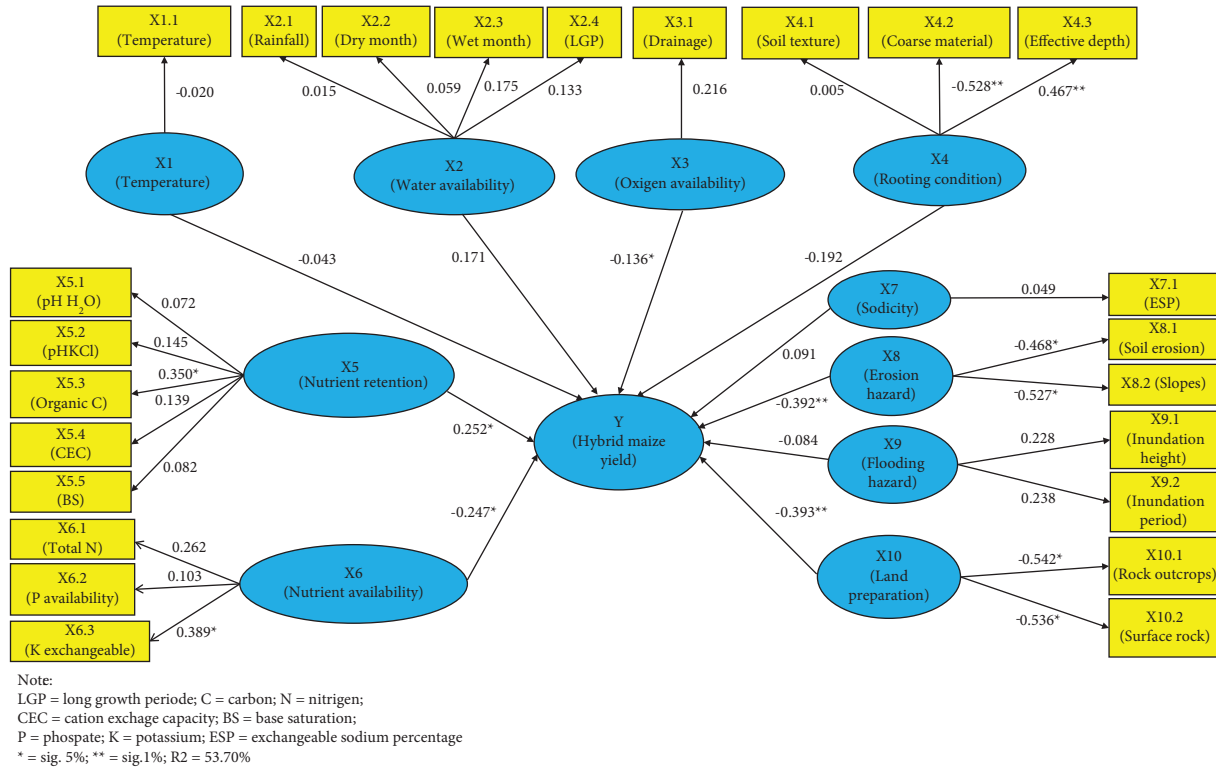 X1.1
(Temperature)
X2.1
(Rainfall)
X2.2
(Dry month)
X2.3
(Wet month)
X2.4
(LGP)
X3.1
(Drainage)
X4.1
(Soil texture)
X4.2
(Coarse material)
X4.3
(Effective depth)
-0.020
0.015
0.059
0.175
0.133
0.216
0.005
-0.528**
0.467**
X1
(Temperature)
X2
(Water availability)
X3
(Oxigen availability)
X4
(Rooting condition)
-0.043
0.171
-0.136*
-0.192
X5.1
(pH H2O)
X5.2
(pHKCl)
X5.3
(Organic C)
X5.4
(CEC)
X5.5
(BS)
0.072
0.145
0.350*
0.139
0.082
X5
(Nutrient retention)
0.252*
X6.1
(Total N)
X6.2
(P availability)
X6.3
(K exchangeable)
0.262
0.103
0.389*
X6
(Nutrient availability)
-0.247*
Y
(Hybrid maize
yield)
X7
(Sodicity)
0.091
0.049
X7.1
(ESP)
X8
(Erosion
hazard)
-0.392**
-0.468*
-0.527*
X8.1
(Soil erosion)
X8.2 (Slopes)
X9
(Flooding
hazard)
-0.084
0.228
0.238
X9.1
(Inundation
height)
X9.2
(Inundation
period)
X10
(Land
preparation)
-0.393**
-0.542*
-0.536*
X10.1
(Rock outcrops)
X10.2
(Surface rock)
Note:
LGP = long growth periode; C = carbon; N = nitrigen;
CEC = cation exchage capacity; BS = base saturation;
P = phospate; K = potassium; ESP = exchangeable sodium percentage
* = sig. 5%; ** = sig.1%; R2 = 53.70%